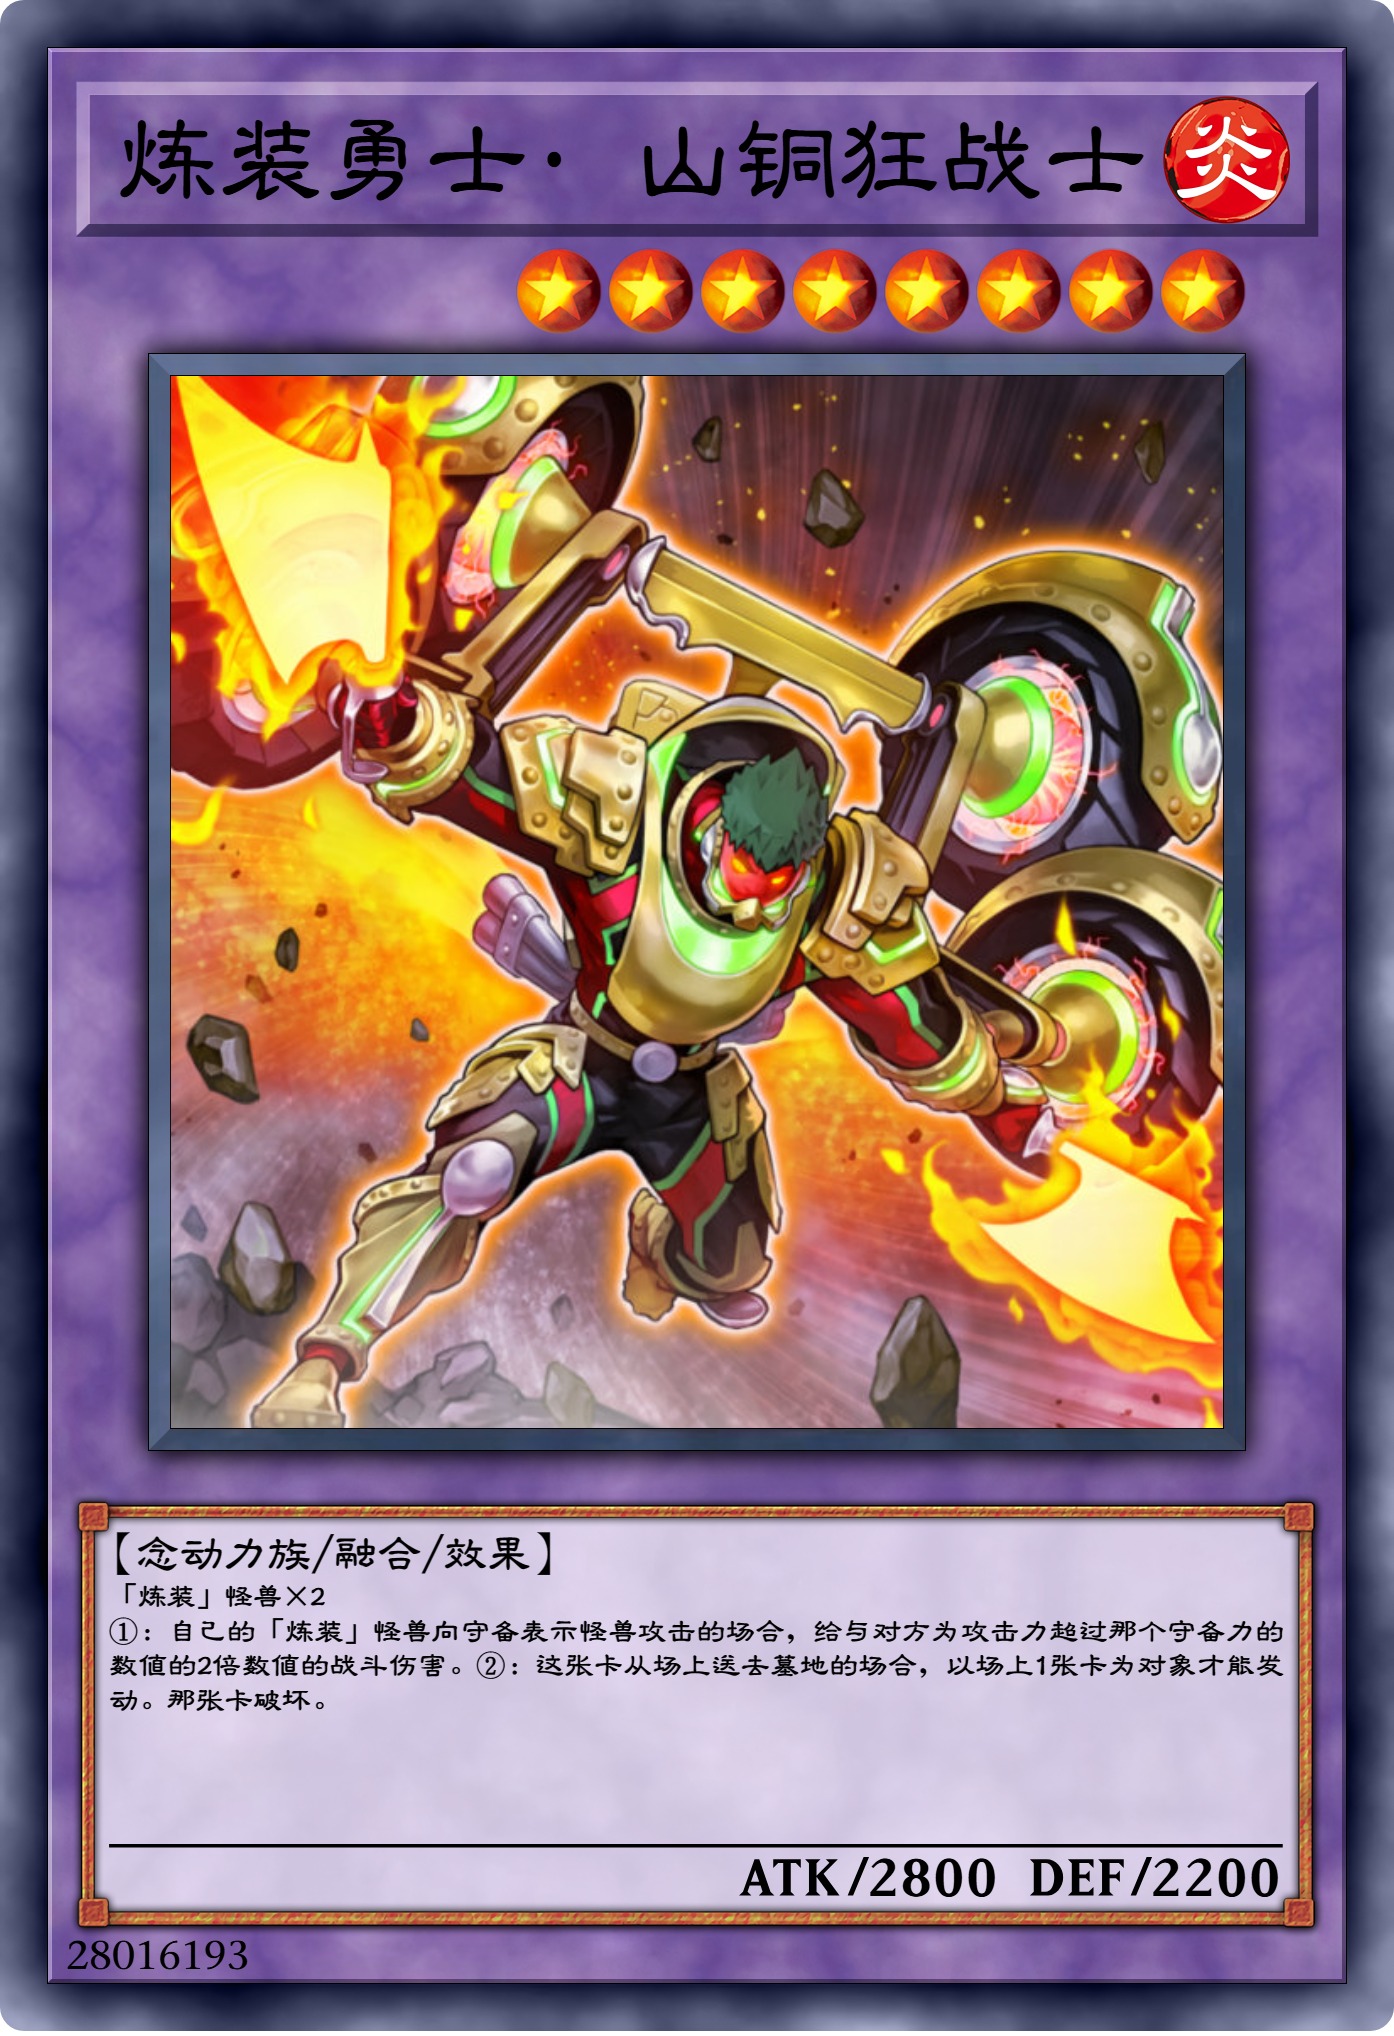 炼装勇士·山铜狂战士 炎
【念动力族/融合/效果】
「炼装」怪兽×2
①：自己的「炼装」怪兽向守备表示怪兽攻击的场合，给与对方为攻击力超过那个守备力的
数值的2倍数值的战斗伤害。②：这张卡从场上送去墓地的场合，以场上1张卡为对象才能发
动。那张卡破坏。
ATK/2800 DEF/2200
28016193